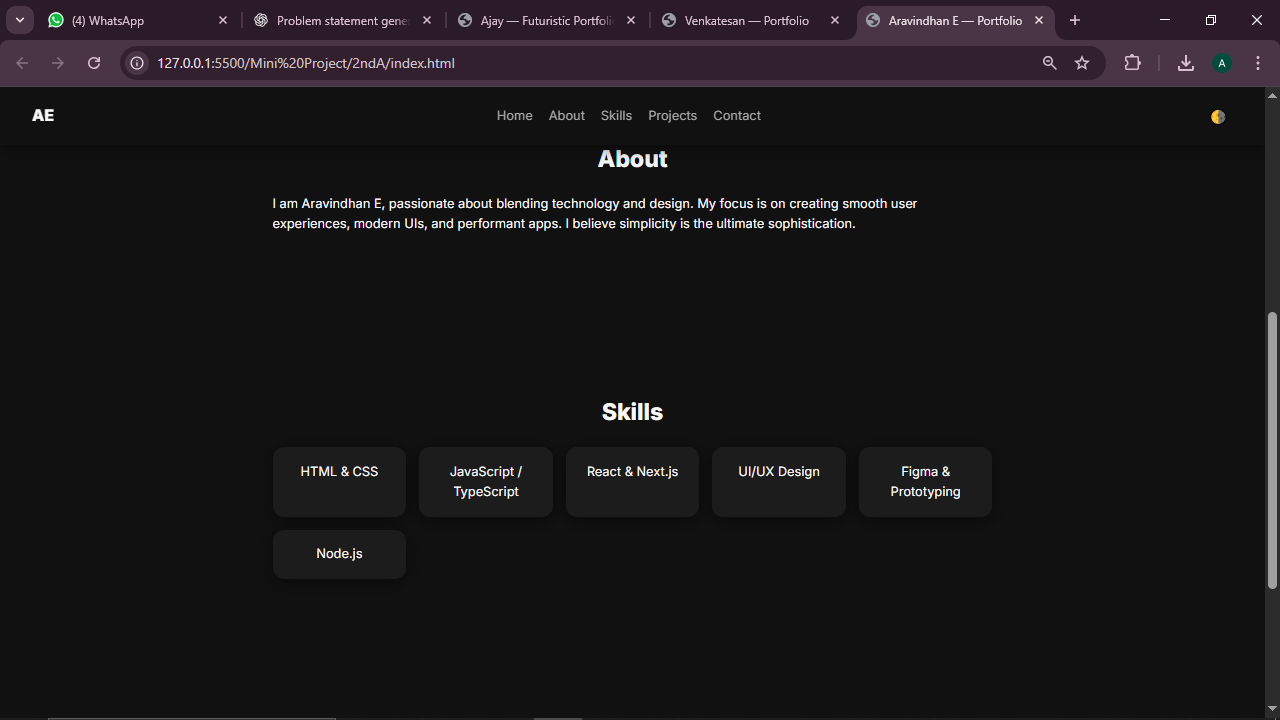 (4) WhatsApp
Problem statement gene
Ajay — Futuristic Portfoli
Venkatesan — Portfolio
Aravindhan E — Portfolio
127.0.0.1:5500/Mini%20Project/2ndA/index.html
A
AE
Home
About
Skills
Projects
Contact
About
I am Aravindhan E, passionate about blending technology and design. My focus is on creating smooth user
experiences, modern UIs, and performant apps. I believe simplicity is the ultimate sophistication.
Skills
HTML & CSS
JavaScript /
TypeScript
React & Next.js
UI/UX Design
Figma &
Prototyping
Node.js